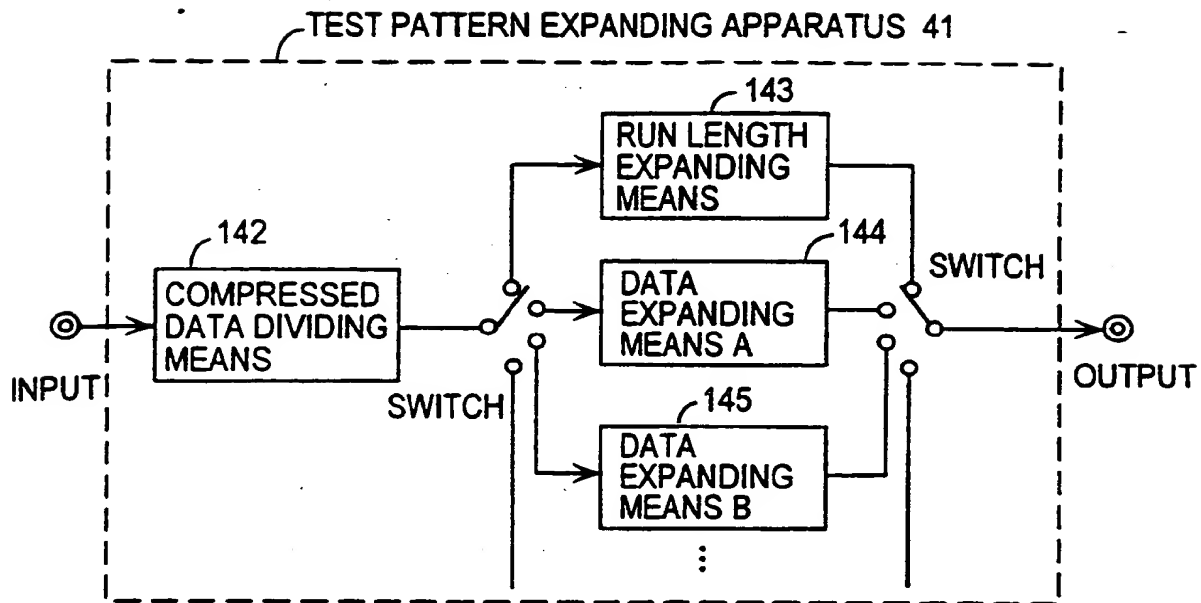 TEST PATTERN EXPANDING APPARATUS 41
143
RUN LENGTH
EXPANDING
MEANS
142
COMPRESSED
DATA DIVIDING
MEANS
144
DATA
EXPANDING
MEANS A
SWITCH
INPUT
SWITCH
OUTPUT
145
DATA
EXPANDING
MEANS B
⋮